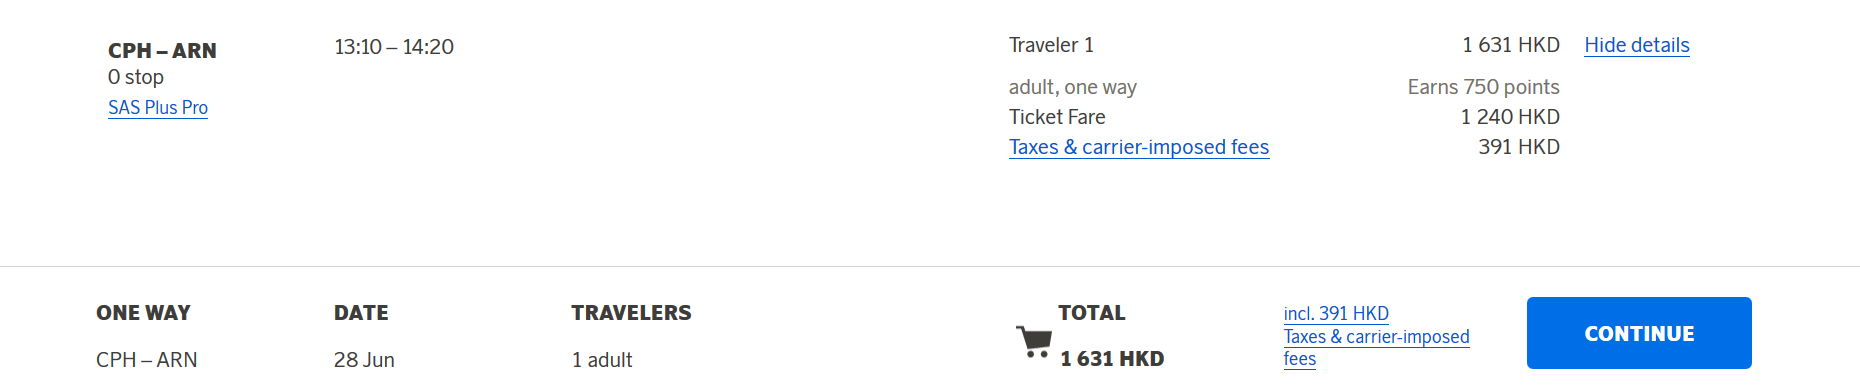 CPH – ARN
0 stop
SAS Plus Pro
13:10 – 14:20
Traveler 1 1 631 HKD Hide details
adult, one way Earns 750 points
Ticket Fare 1 240 HKD
Taxes & carrier-imposed fees 391 HKD
ONE WAY
CPH – ARN
DATE
28 Jun
TRAVELERS
1 adult
TOTAL
1 631 HKD
incl. 391 HKD
Taxes & carrier-imposed
fees
CONTINUE